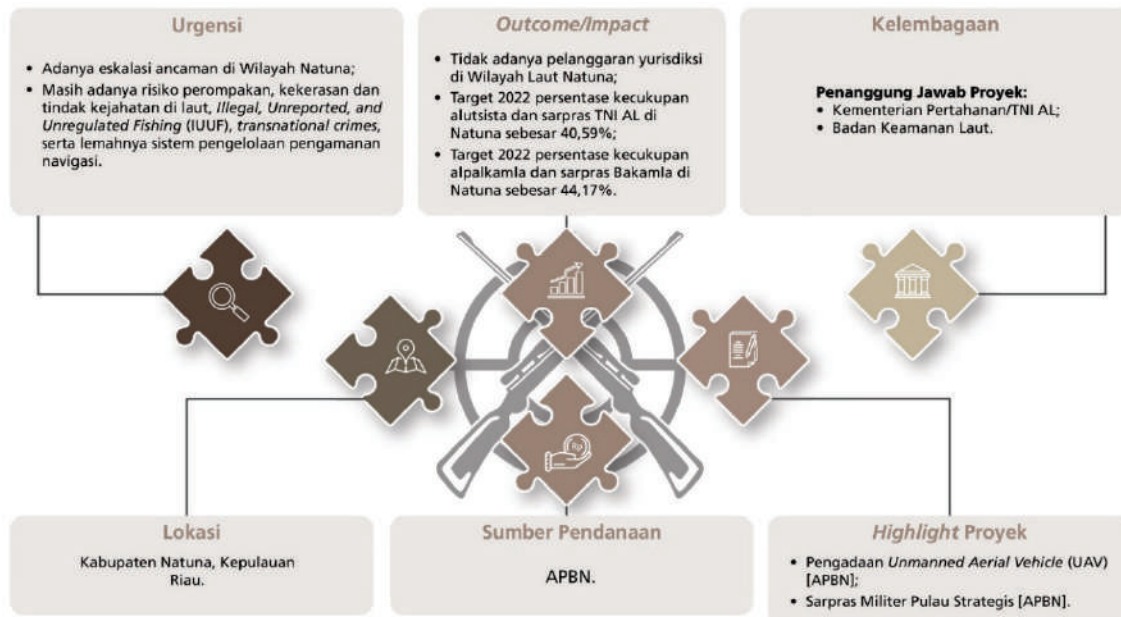 Urgensi
• Adanya eskalasi ancaman di Wilayah Natuna;
• Masih adanya risiko perompakan, kekerasan dan
tindak kejahatan di laut, Illegal, Unreported, and
Unregulated Fishing (IUUF), transnational crimes,
serta lemahnya sistem pengelolaan pengamanan
navigasi.
Outcome/Impact
• Tidak adanya pelanggaran yurisdiksi
di Wilayah Laut Natuna;
• Target 2022 persentase kecukupan
alutsista dan sarpras TNI AL di
Natuna sebesar 40,59%;
• Target 2022 persentase kecukupan
alpalkamla dan sarpras Bakamla di
Natuna sebesar 44,17%.
Kelembagaan
Penanggung Jawab Proyek:
• Kementerian Pertahanan/TNI AL;
• Badan Keamanan Laut.
Rp
Lokasi
Kabupaten Natuna, Kepulauan
Riau.
Sumber Pendanaan
APBN.
Highlight Proyek
• Pengadaan Unmanned Aerial Vehicle (UAV)
[APBN];
• Sarpras Militer Pulau Strategis [APBN].